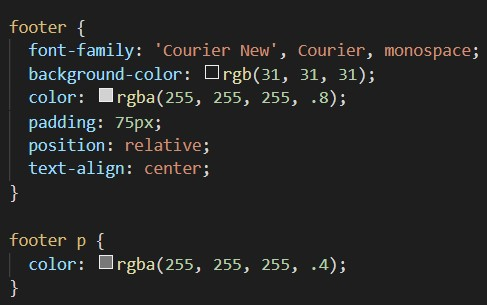 footer {
font-family: 'Courier New', Courier, monospace;
background-color: rgb(31, 31, 31);
color: rgba(255, 255, 255, .8);
padding: 75px;
position: relative;
text-align: center;
}
footer p {
color: rgba(255, 255, 255, .4);
}